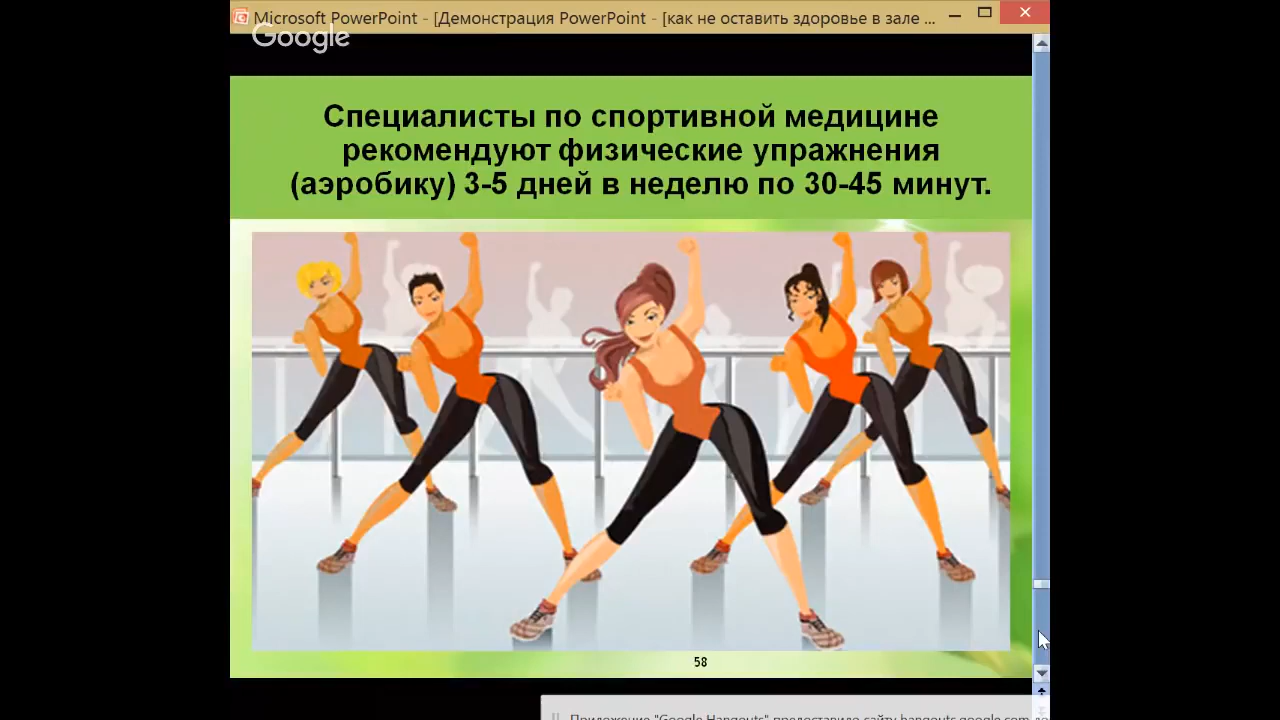 Microsoft PowerPoint - [Демонстрация PowerPoint - [как не оставить здоровье в зале ...
Google
Специалисты по спортивной медицине
рекомендуют физические упражнения
(аэробику) 3-5 дней в неделю по 30-45 минут.
58
Приложение "Google Hangouts" предоставило сайту hangouts.google.com до